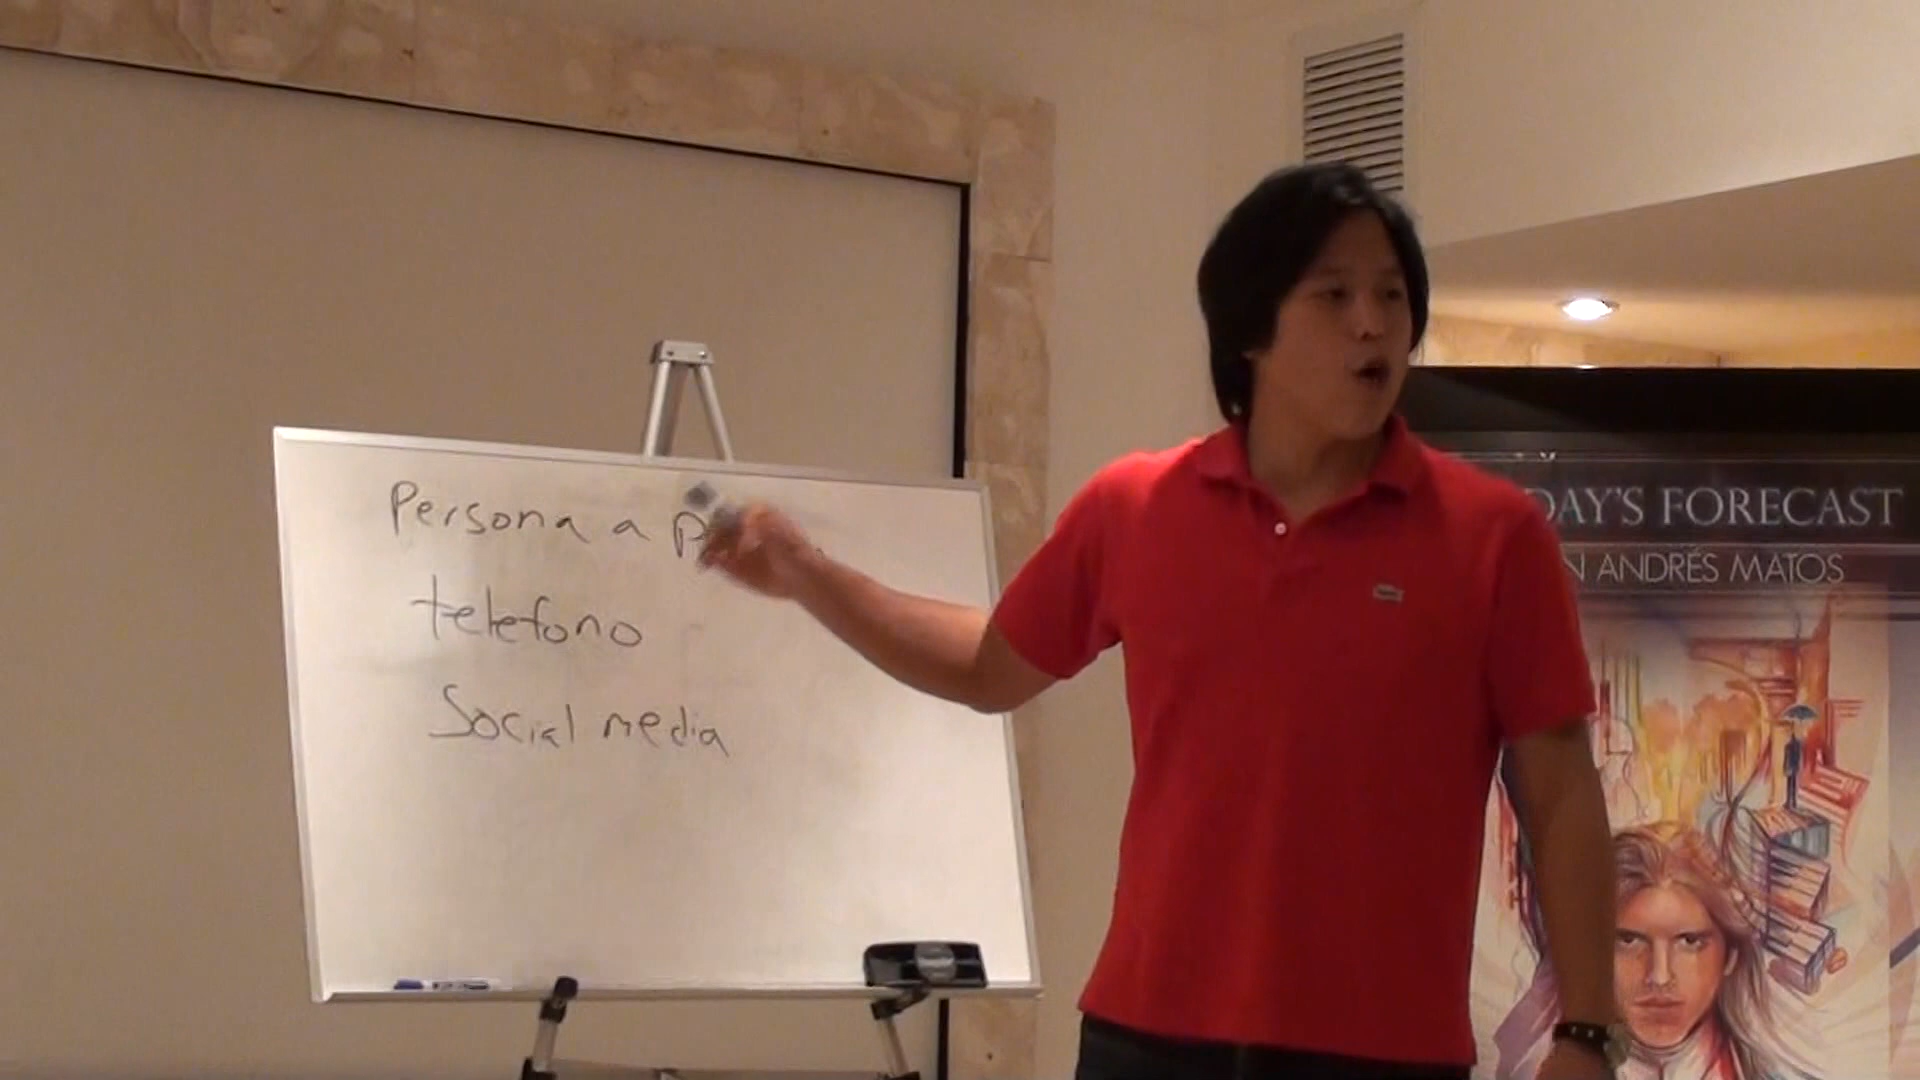 Persona a
telefono
Social media
DAY'S FORECAST
N ANDRÉS MATOS